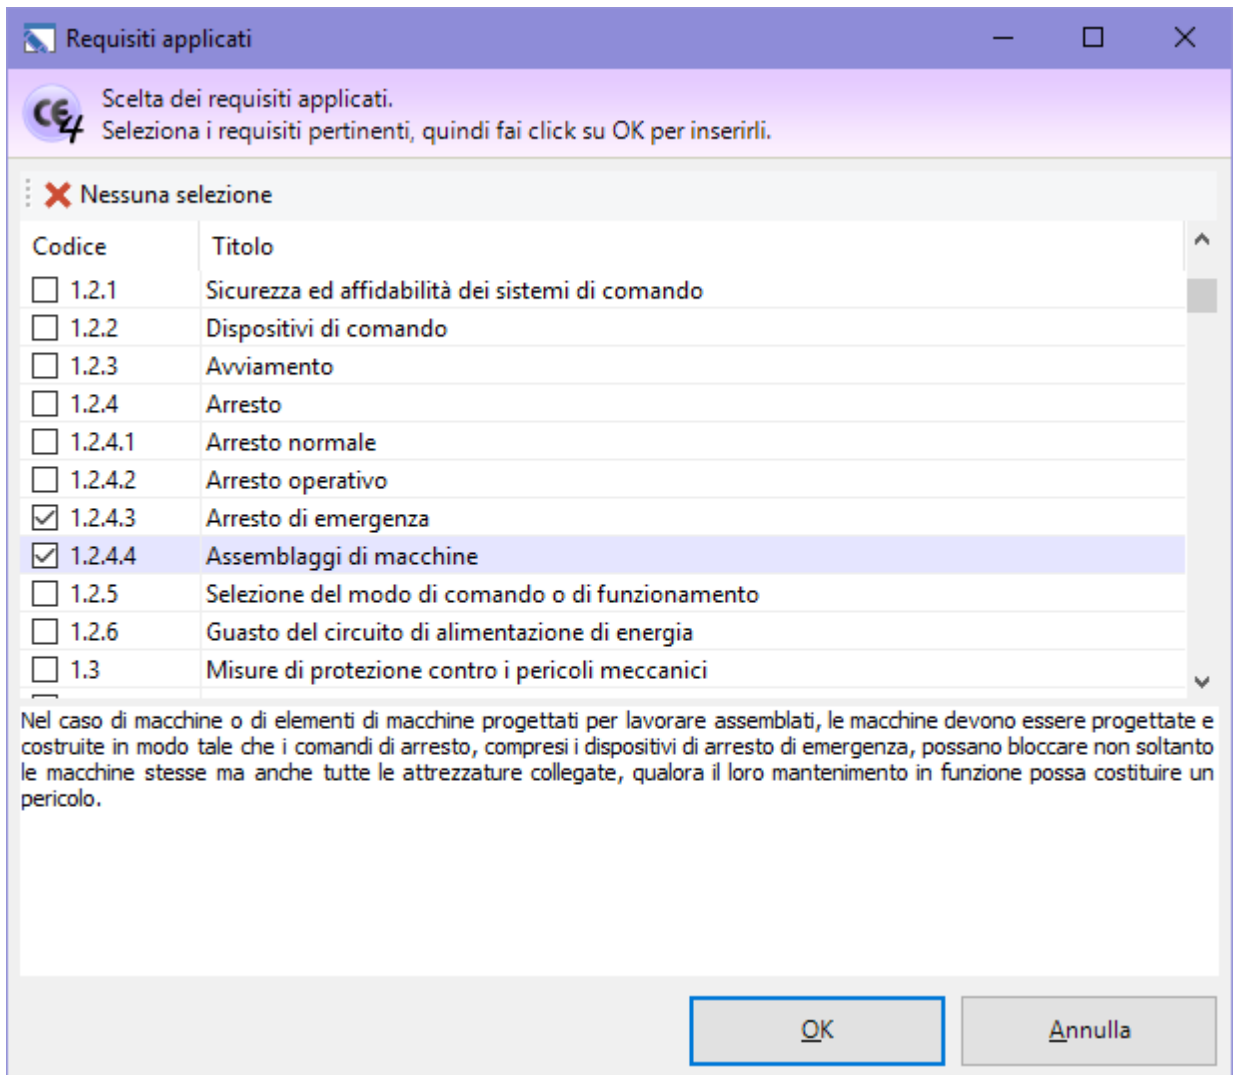 Requisiti applicati
CE4
Scelta dei requisiti applicati.
Seleziona i requisiti pertinenti, quindi fai click su OK per inserirli.
Nessuna selezione
Codice Titolo
1.2.1 Sicurezza ed affidabilità dei sistemi di comando
1.2.2 Dispositivi di comando
1.2.3 Avviamento
1.2.4 Arresto
1.2.4.1 Arresto normale
1.2.4.2 Arresto operativo
1.2.4.3 Arresto di emergenza
1.2.4.4 Assemblaggi di macchine
1.2.5 Selezione del modo di comando o di funzionamento
1.2.6 Guasto del circuito di alimentazione di energia
1.3 Misure di protezione contro i pericoli meccanici
Nel caso di macchine o di elementi di macchine progettati per lavorare assemblati, le macchine devono essere progettate e
costruite in modo tale che i comandi di arresto, compresi i dispositivi di arresto di emergenza, possano bloccare non soltanto
le macchine stesse ma anche tutte le attrezzature collegate, qualora il loro mantenimento in funzione possa costituire un
pericolo.
OK Annulla